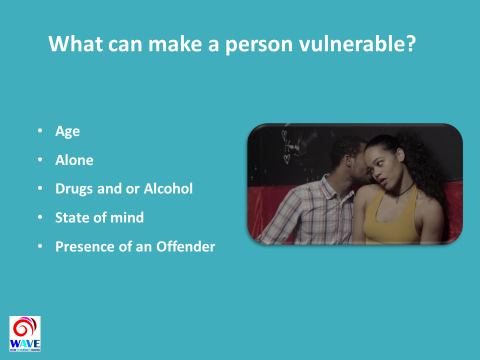 What can make a person vulnerable?
• Age
• Alone
• Drugs and or Alcohol
• State of mind
• Presence of an Offender
WAVE